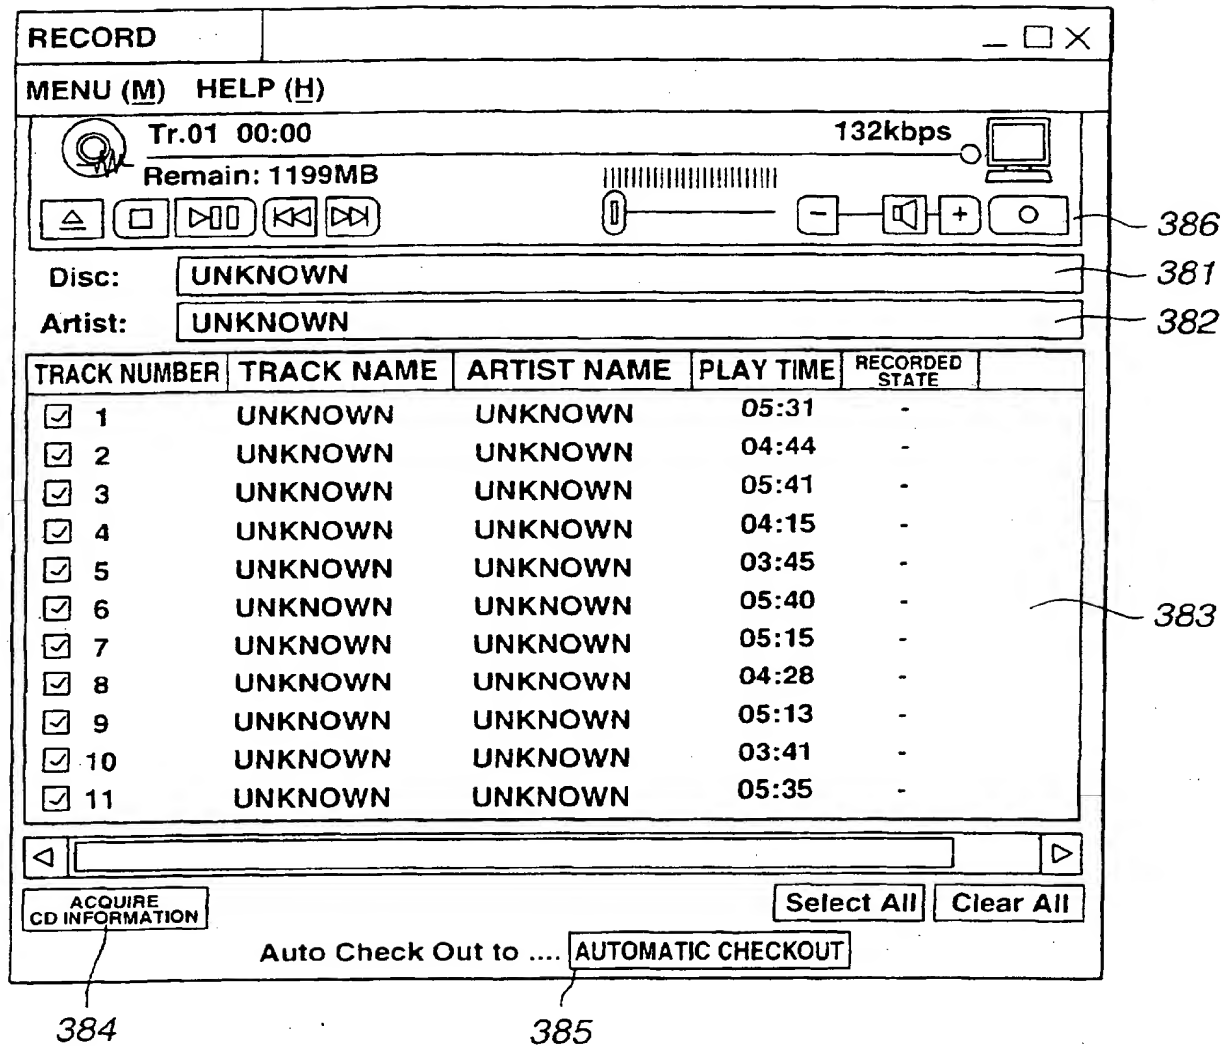 RECORD
MENU (M) HELP (H)
Tr.01 00:00 132kbps
Remain: 1199MB
386
Disc: UNKNOWN 381
Artist: UNKNOWN 382
TRACK NUMBER TRACK NAME ARTIST NAME PLAY TIME RECORDED STATE
1 UNKNOWN UNKNOWN 05:31 -
2 UNKNOWN UNKNOWN 04:44 -
3 UNKNOWN UNKNOWN 05:41 -
4 UNKNOWN UNKNOWN 04:15 -
5 UNKNOWN UNKNOWN 03:45 -
6 UNKNOWN UNKNOWN 05:40 -
383
7 UNKNOWN UNKNOWN 05:15 -
8 UNKNOWN UNKNOWN 04:28 -
9 UNKNOWN UNKNOWN 05:13 -
10 UNKNOWN UNKNOWN 03:41 -
11 UNKNOWN UNKNOWN 05:35 -
ACQUIRE
CD INFORMATION
Select All Clear All
Auto Check Out to .... AUTOMATIC CHECKOUT
384 385